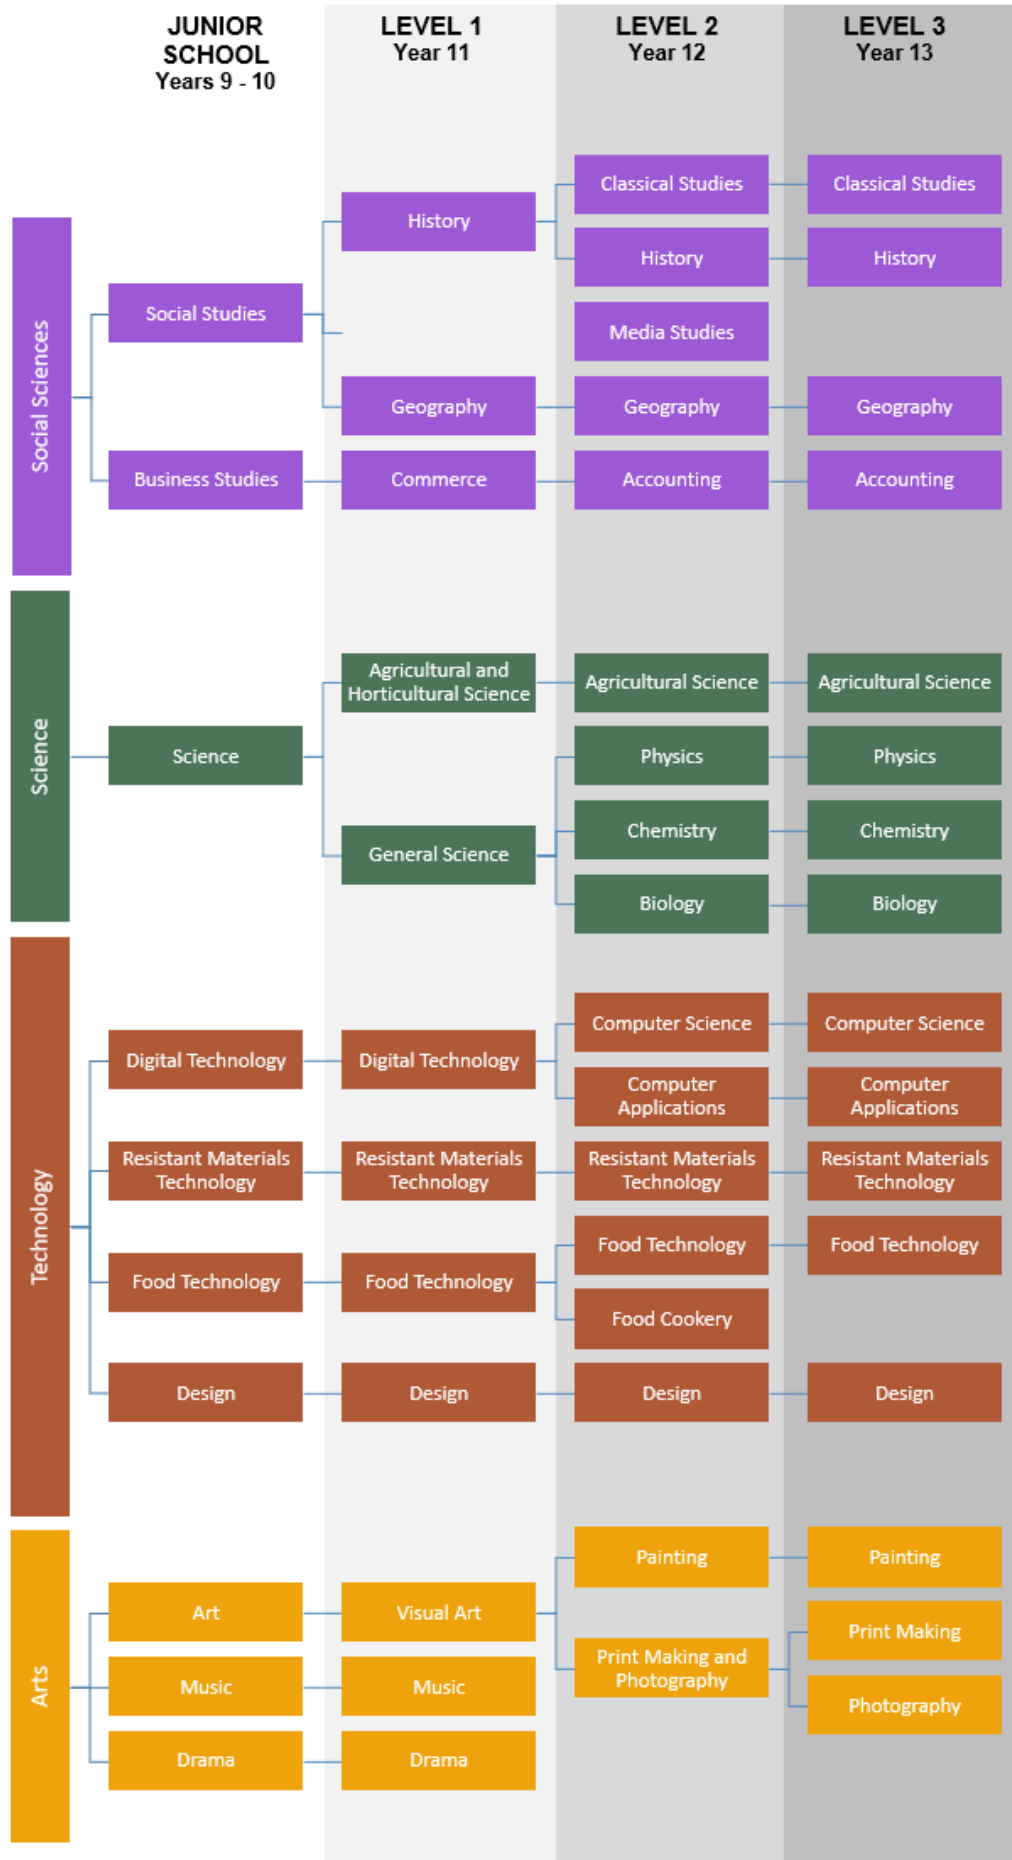 JUNIOR
SCHOOL
Years 9 - 10
LEVEL 1
Year 11
LEVEL 2
Year 12
LEVEL 3
Year 13
Social Sciences
Social Studies
History
Classical Studies
Classical Studies
History
History
Media Studies
Geography
Geography
Geography
Business Studies
Commerce
Accounting
Accounting
Science
Science
Agricultural and
Horticultural Science
Agricultural Science
Agricultural Science
Physics
Physics
General Science
Chemistry
Chemistry
Biology
Biology
Technology
Digital Technology
Digital Technology
Computer Science
Computer Science
Computer
Applications
Computer
Applications
Resistant Materials
Technology
Resistant Materials
Technology
Resistant Materials
Technology
Resistant Materials
Technology
Food Technology
Food Technology
Food Technology
Food Technology
Food Cookery
Design
Design
Design
Design
Arts
Art
Visual Art
Painting
Painting
Print Making and
Photography
Print Making
Photography
Music
Music
Drama
Drama